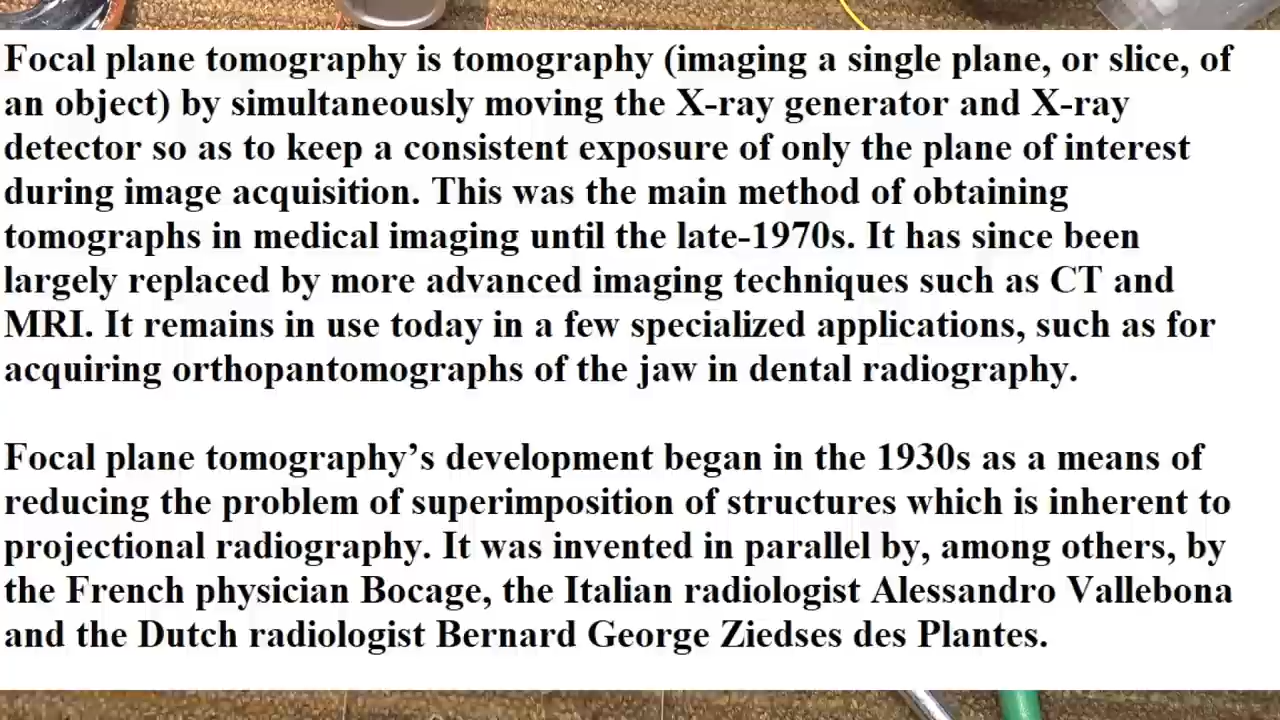 Focal plane tomography is tomography (imaging a single plane, or slice, of
an object) by simultaneously moving the X-ray generator and X-ray
detector so as to keep a consistent exposure of only the plane of interest
during image acquisition. This was the main method of obtaining
tomographs in medical imaging until the late-1970s. It has since been
largely replaced by more advanced imaging techniques such as CT and
MRI. It remains in use today in a few specialized applications, such as for
acquiring orthopantomographs of the jaw in dental radiography.
Focal plane tomography’s development began in the 1930s as a means of
reducing the problem of superimposition of structures which is inherent to
projectional radiography. It was invented in parallel by, among others, by
the French physician Bocage, the Italian radiologist Alessandro Vallebona
and the Dutch radiologist Bernard George Ziedses des Plantes.